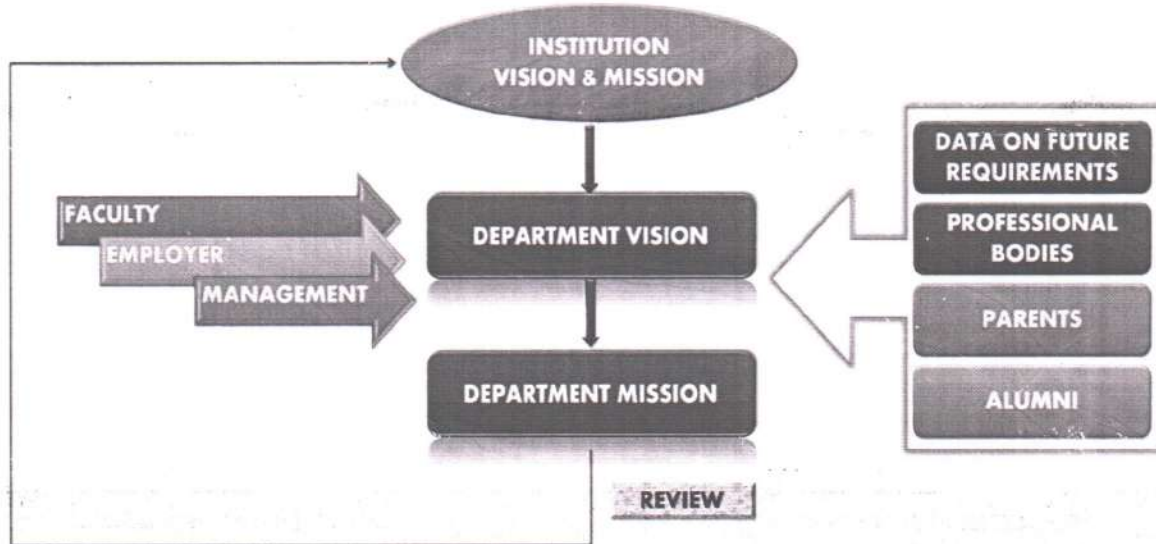 INSTITUTION
VISION & MISSION
FACULTY
EMPLOYER
MANAGEMENT
DEPARTMENT VISION
DEPARTMENT MISSION
DATA ON FUTURE
REQUIREMENTS
PROFESSIONAL
BODIES
PARENTS
ALUMNI
REVIEW